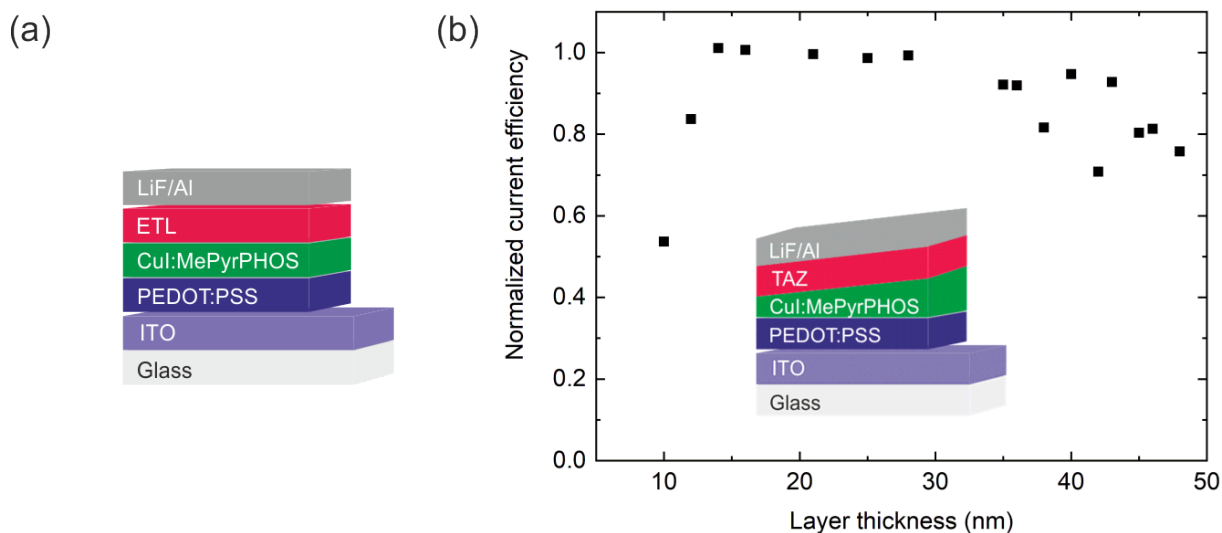 (a)
LiF/Al
ETL
CuI:MePyrPHOS
PEDOT:PSS
ITO
Glass
(b)
Normalized current efficiency
1.0
0.8
0.6
0.4
0.2
0.0
LiF/Al
TAZ
CuI:MePyrPHOS
PEDOT:PSS
ITO
Glass
10
20
30
40
50
Layer thickness (nm)